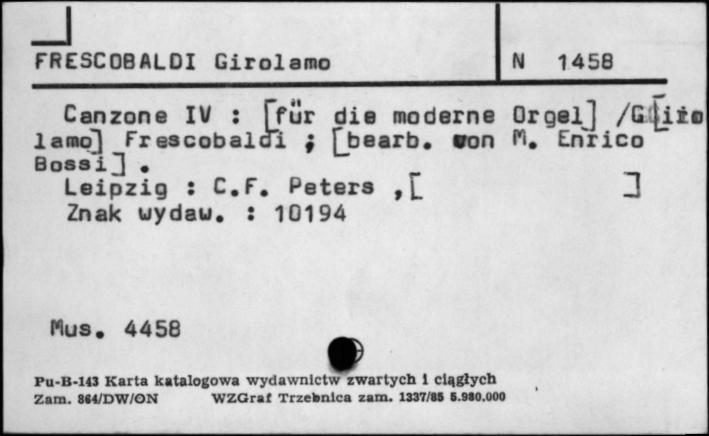 FRESCOBALDI Girolamo N 1458
Canzone IV : [für die moderne Orgel] /G[iro
lamo] Frescobaldi ; [bearb. von M. Enrico
Bossi] .
Leipzig : C.F. Peters ,[ ]
Znak wydaw. : 10194
Mus. 4458
Pu-B-143 Karta katalogowa wydawnictw zwartych i ciągłych
Zam. 864/DW/ON WZGraf Trzebnica zam. 1337/85 5.980.000